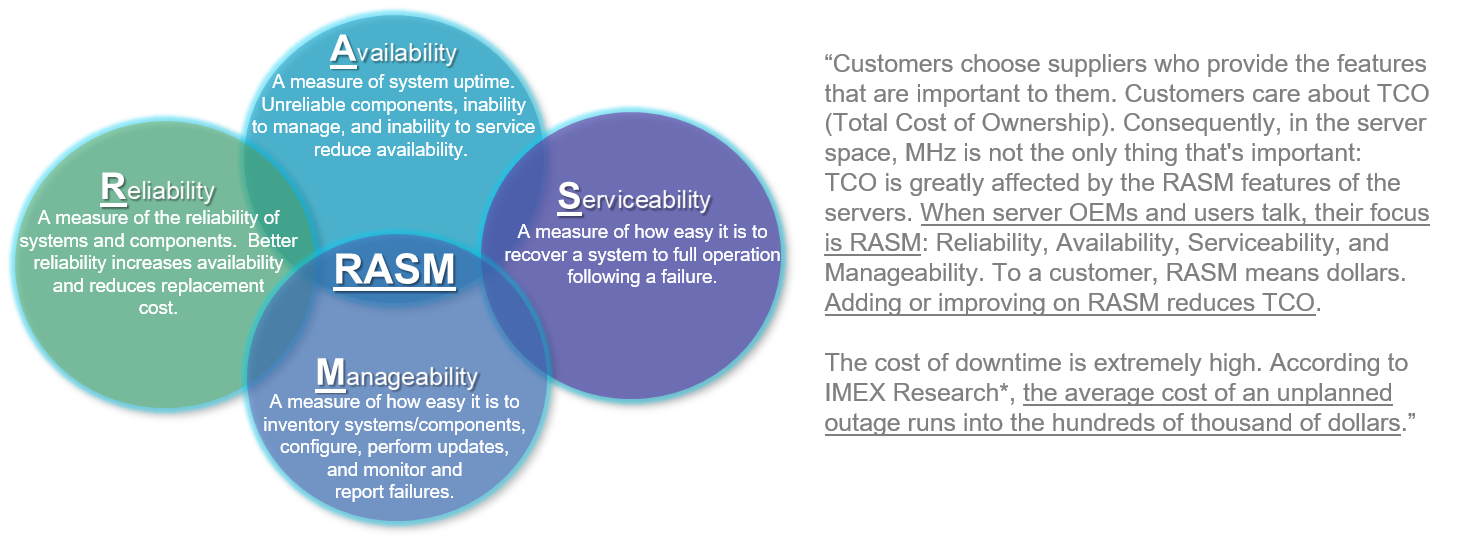 Availability
A measure of system uptime.
Unreliable components, inability
to manage, and inability to service
reduce availability.
Reliability
A measure of the reliability of
systems and components.  Better
reliability increases availability
and reduces replacement
cost.
Serviceability
A measure of how easy it is to
recover a system to full operation
following a failure.
RASM
Manageability
A measure of how easy it is to
inventory systems/components,
configure, perform updates,
and monitor and
report failures.
“Customers choose suppliers who provide the features
that are important to them. Customers care about TCO
(Total Cost of Ownership). Consequently, in the server
space, MHz is not the only thing that's important:
TCO is greatly affected by the RASM features of the
servers. When server OEMs and users talk, their focus
is RASM: Reliability, Availability, Serviceability, and
Manageability. To a customer, RASM means dollars.
Adding or improving on RASM reduces TCO.
The cost of downtime is extremely high. According to
IMEX Research*, the average cost of an unplanned
outage runs into the hundreds of thousand of dollars.”